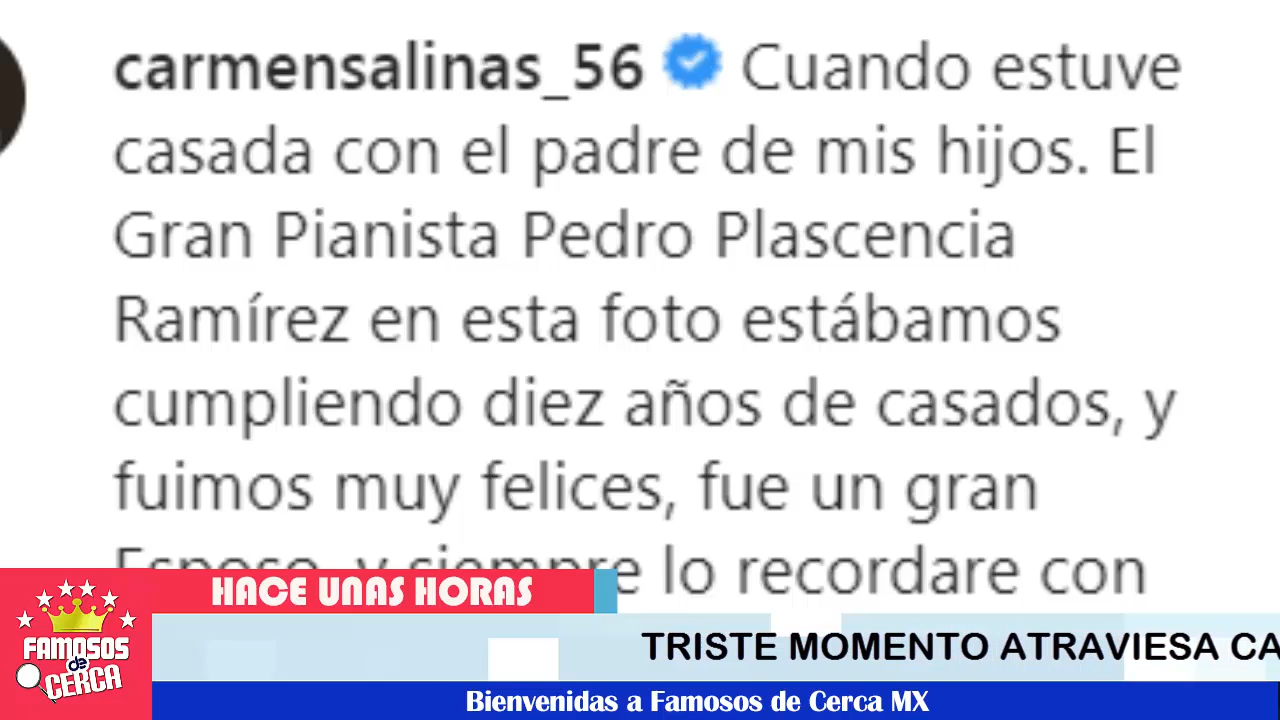 carmensalinas_56 Cuando estuve
casada con el padre de mis hijos. El
Gran Pianista Pedro Plascencia
Ramírez en esta foto estábamos
cumpliendo diez años de casados, y
fuimos muy felices, fue un gran
Esposo, y siempre lo recordare con
HACE UNAS HORAS
TRISTE MOMENTO ATRAVIESA CA
FAMOSOS
de
CERCA
Bienvenidas a Famosos de Cerca MX